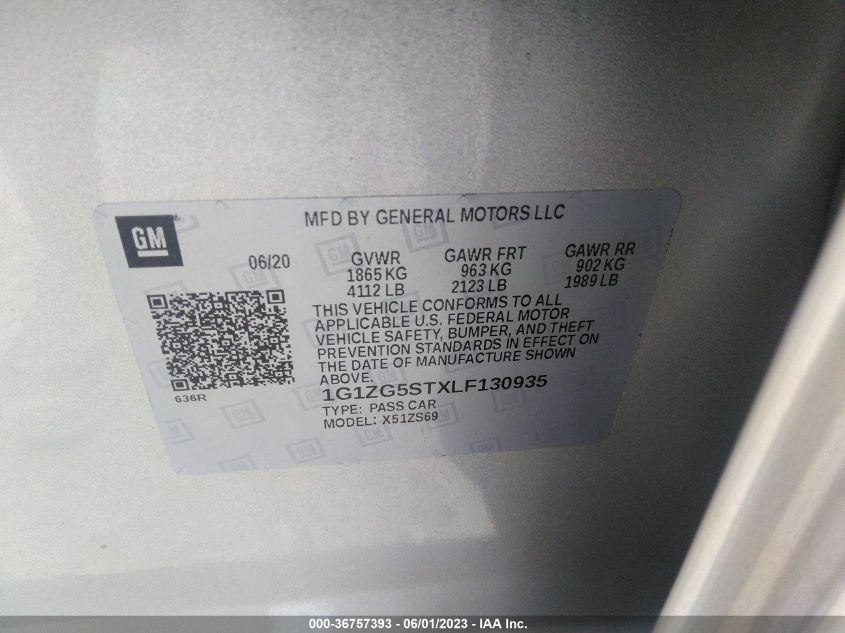 MFD BY GENERAL MOTORS LLC
GM
06/20
GVWR
1865 KG
4112 LB
GAWR FRT
963 KG
2123 LB
GAWR RR
902 KG
1989 LB
THIS VEHICLE CONFORMS TO ALL
APPLICABLE U.S. FEDERAL MOTOR
VEHICLE SAFETY, BUMPER, AND THEFT
PREVENTION STANDARDS IN EFFECT ON
THE DATE OF MANUFACTURE SHOWN
ABOVE.
636R
1G1ZG5STXLF130935
TYPE: PASS CAR
MODEL: X51ZS69
000-36757393 - 06/01/2023 - IAA Inc.